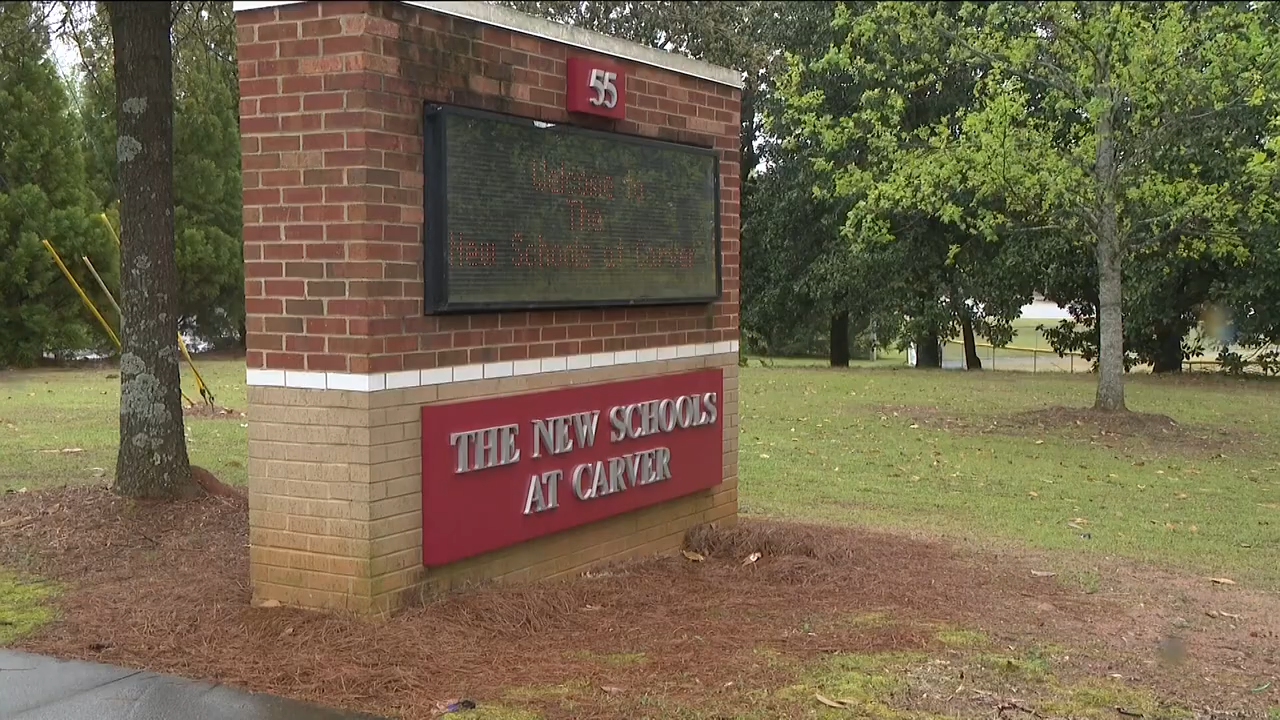 55
Welcome to
The
New Schools at Carver
THE NEW SCHOOLS
AT CARVER